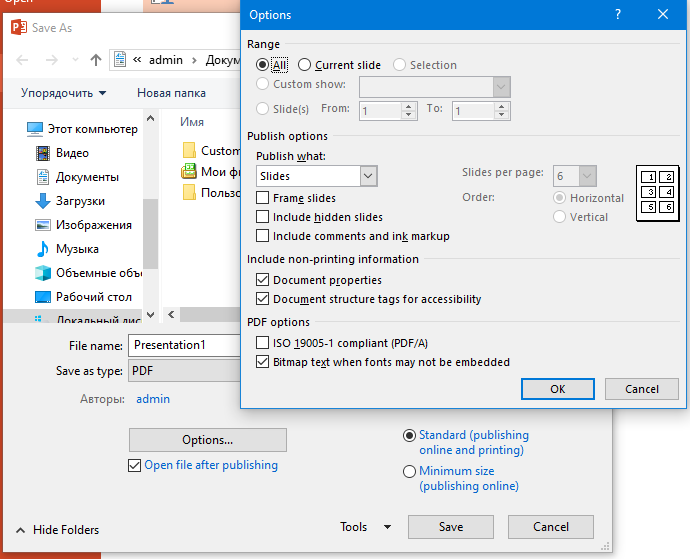 Open
Save As
« admin › Докум
Упорядочить
Новая папка
Этот компьютер
Видео
Документы
Загрузки
Изображения
Музыка
Объемные объе
Рабочий стол
Локальный дис
Имя
Custom
Мои фи
Пользо
File name: Presentation1
Save as type: PDF
Авторы: admin
Options...
Open file after publishing
Standard (publishing
online and printing)
Minimum size
(publishing online)
Hide Folders
Tools
Save
Cancel
Options
?
Range
All
Current slide
Selection
Custom show:
Slide(s) From: 1 To: 1
Publish options
Publish what:
Slides
Slides per page: 6
Frame slides
Order: Horizontal
Include hidden slides
Vertical
Include comments and ink markup
1 2
3 4
5 6
Include non-printing information
Document properties
Document structure tags for accessibility
PDF options
ISO 19005-1 compliant (PDF/A)
Bitmap text when fonts may not be embedded
OK
Cancel